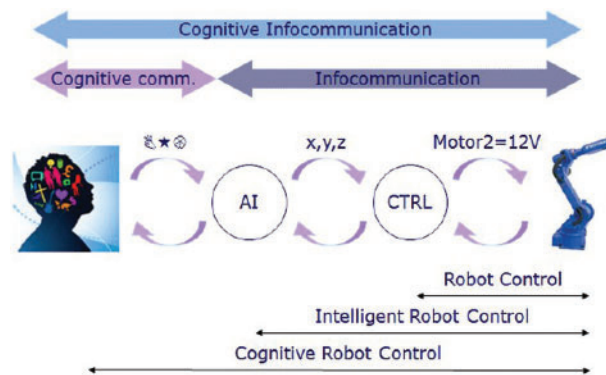 Cognitive Infocommunication
Cognitive comm.
Infocommunication
x,y,z
Motor2=12V
AI
CTRL
Robot Control
Intelligent Robot Control
Cognitive Robot Control